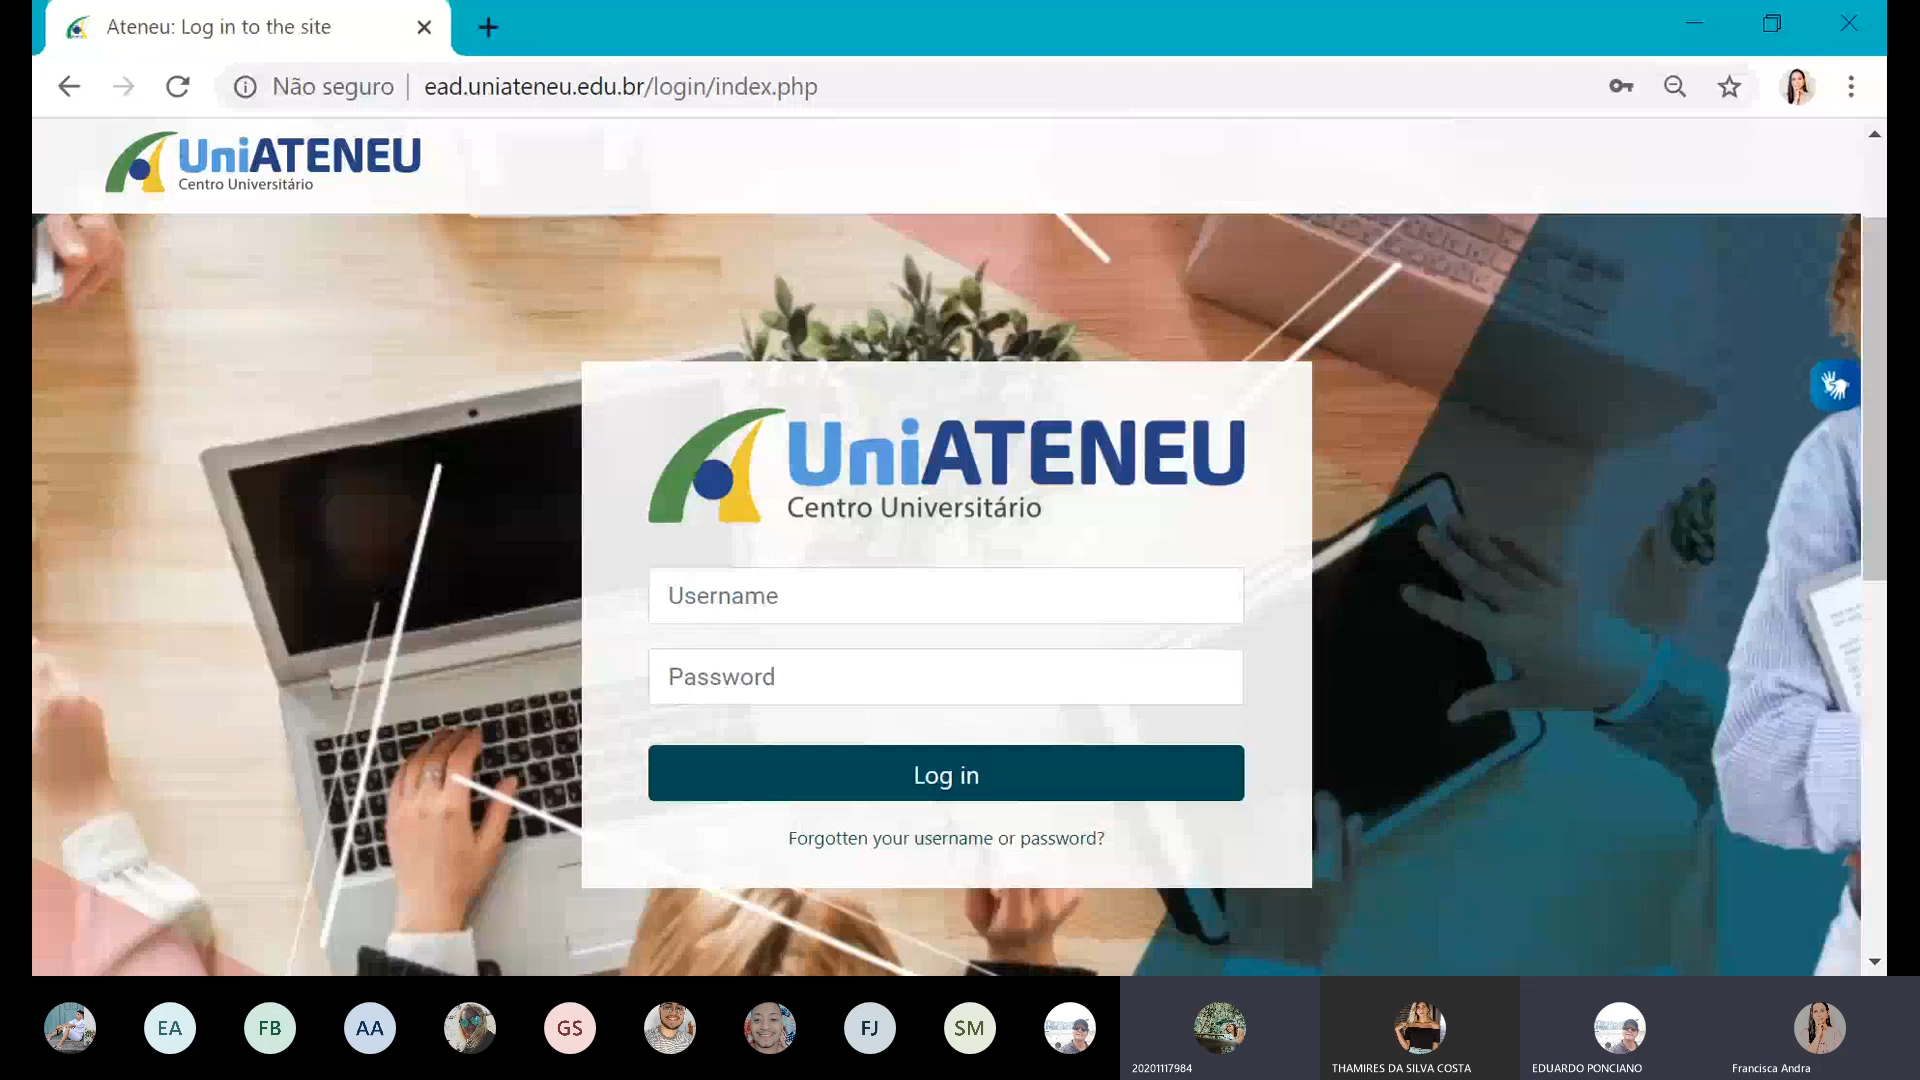 Ateneu: Log in to the site
Não seguro | ead.uniateneu.edu.br/login/index.php
UniATENEU
Centro Universitário
UniATENEU
Centro Universitário
Username
Password
Log in
Forgotten your username or password?
EA
FB
AA
GS
FJ
SM
20201117984
THAMIRES DA SILVA COSTA
EDUARDO PONCIANO
Francisca Andra